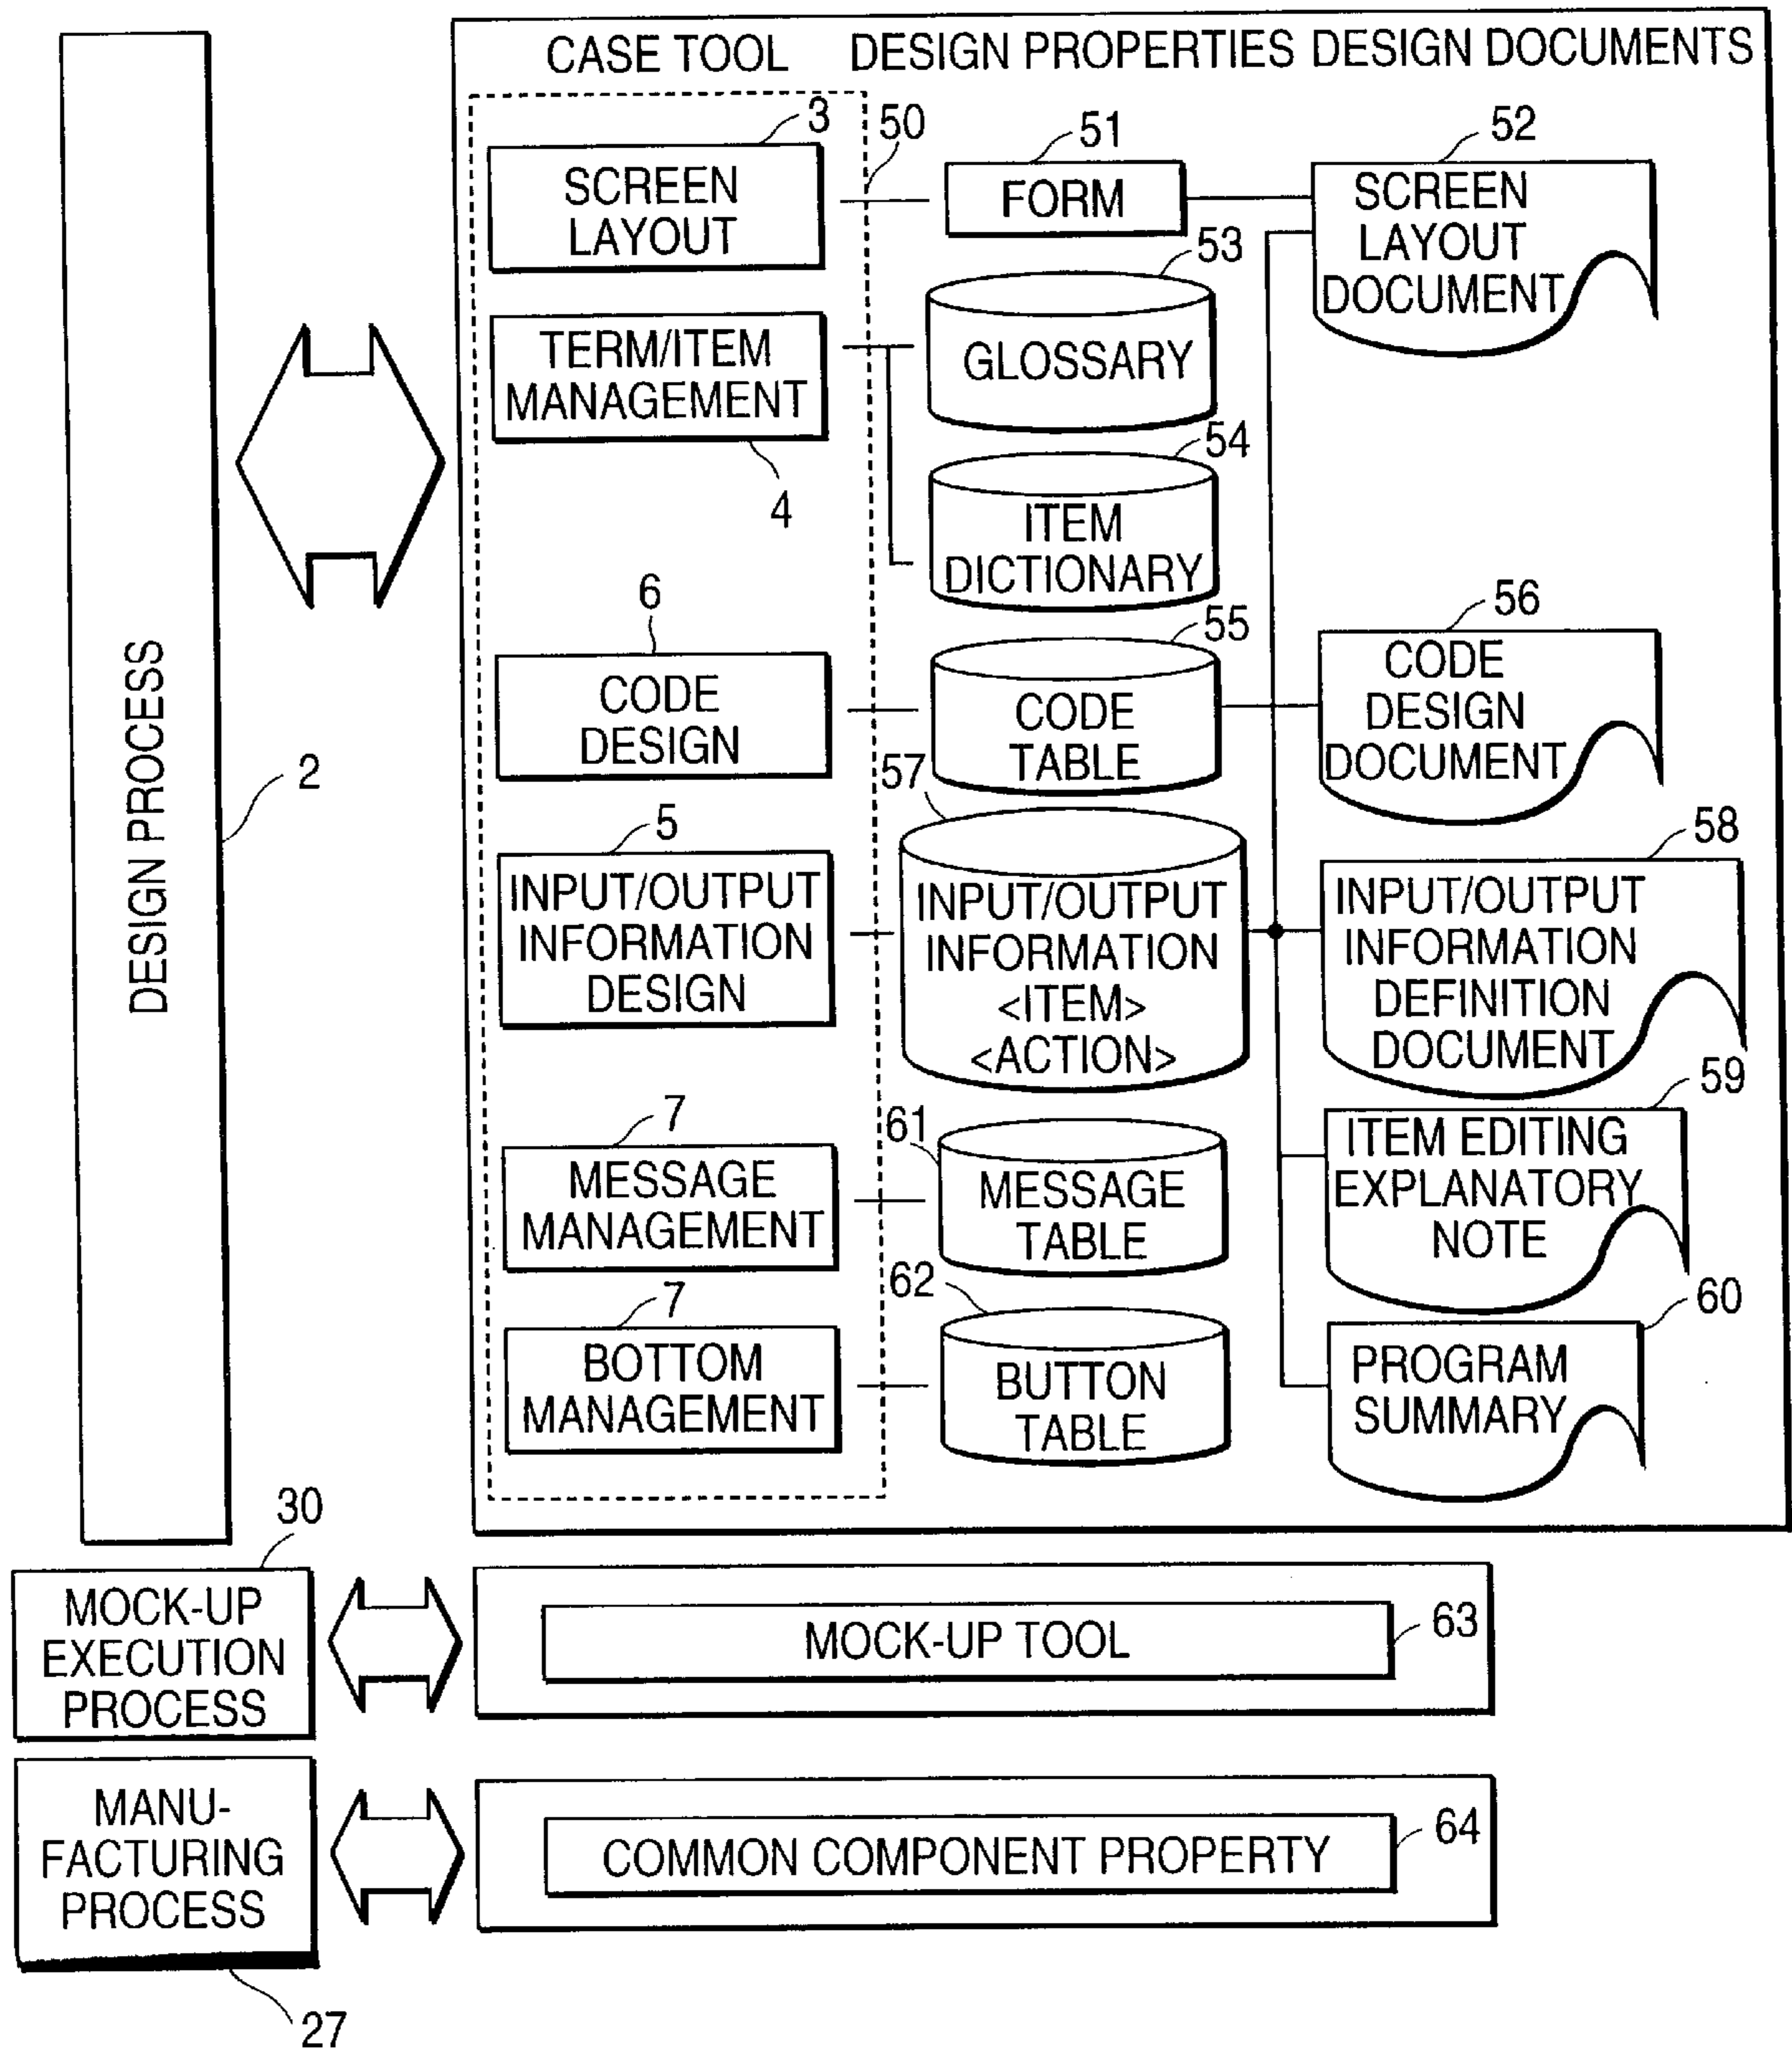 CASE TOOL DESIGN PROPERTIES DESIGN DOCUMENTS
3
50
51
52
SCREEN
LAYOUT
FORM
SCREEN
LAYOUT
DOCUMENT
53
TERM/ITEM
MANAGEMENT
4
GLOSSARY
54
ITEM
DICTIONARY
6
CODE
DESIGN
55
CODE
TABLE
56
CODE
DESIGN
DOCUMENT
DESIGN PROCESS
2
5
INPUT/OUTPUT
INFORMATION
DESIGN
57
INPUT/OUTPUT
INFORMATION
<ITEM>
<ACTION>
58
INPUT/OUTPUT
INFORMATION
DEFINITION
DOCUMENT
7
MESSAGE
MANAGEMENT
61
MESSAGE
TABLE
59
ITEM EDITING
EXPLANATORY
NOTE
7
BOTTOM
MANAGEMENT
62
BUTTON
TABLE
60
PROGRAM
SUMMARY
30
MOCK-UP
EXECUTION
PROCESS
MOCK-UP TOOL
63
MANU-
FACTURING
PROCESS
27
COMMON COMPONENT PROPERTY
64